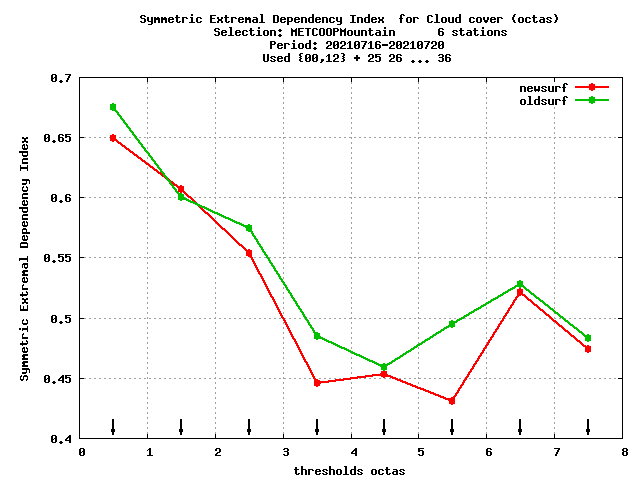 Symmetric Extremal Dependency Index  for Cloud cover (octas)
Selection: METCOOPMountain      6 stations
Period: 20210716-20210720
Used {00,12} + 25 26 ... 36
newsurf
oldsurf
0.7
0.65
0.6
0.55
0.5
0.45
0.4
Symmetric Extremal Dependency Index
0 1 2 3 4 5 6 7 8
thresholds octas